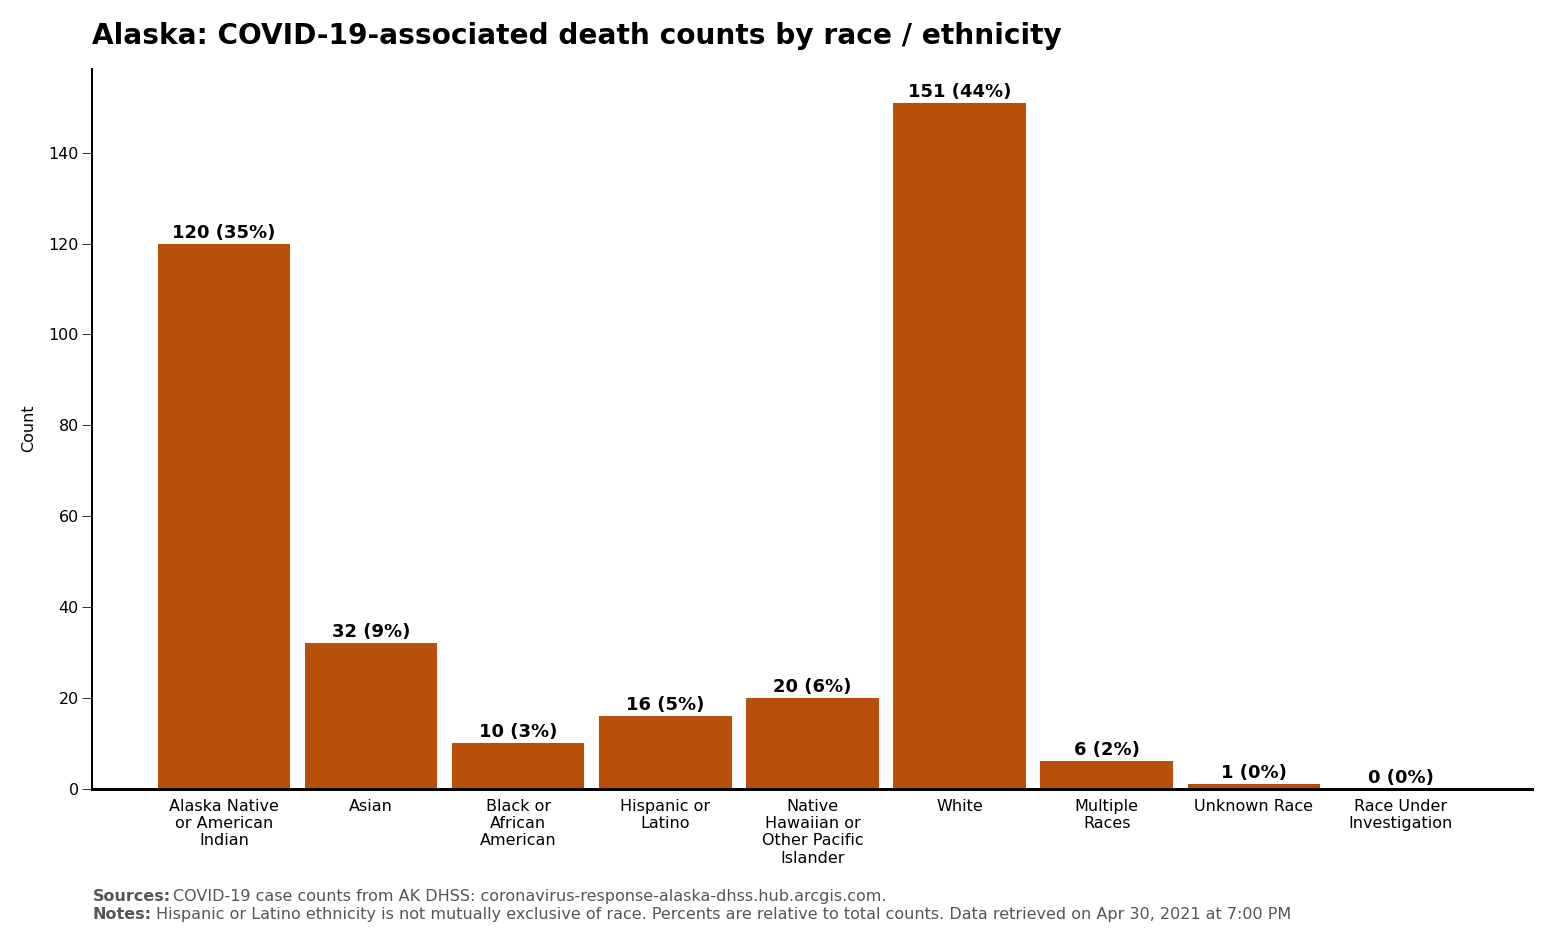 Alaska: COVID-19-associated death counts by race / ethnicity
Count
140
120
100
80
60
40
20
0
120 (35%)
32 (9%)
10 (3%)
16 (5%)
20 (6%)
151 (44%)
6 (2%)
1 (0%)
0 (0%)
Alaska Native
or American
Indian
Asian
Black or
African
American
Hispanic or
Latino
Native
Hawaiian or
Other Pacific
Islander
White
Multiple
Races
Unknown Race
Race Under
Investigation
Sources: COVID-19 case counts from AK DHSS: coronavirus-response-alaska-dhss.hub.arcgis.com.
Notes: Hispanic or Latino ethnicity is not mutually exclusive of race. Percents are relative to total counts. Data retrieved on Apr 30, 2021 at 7:00 PM